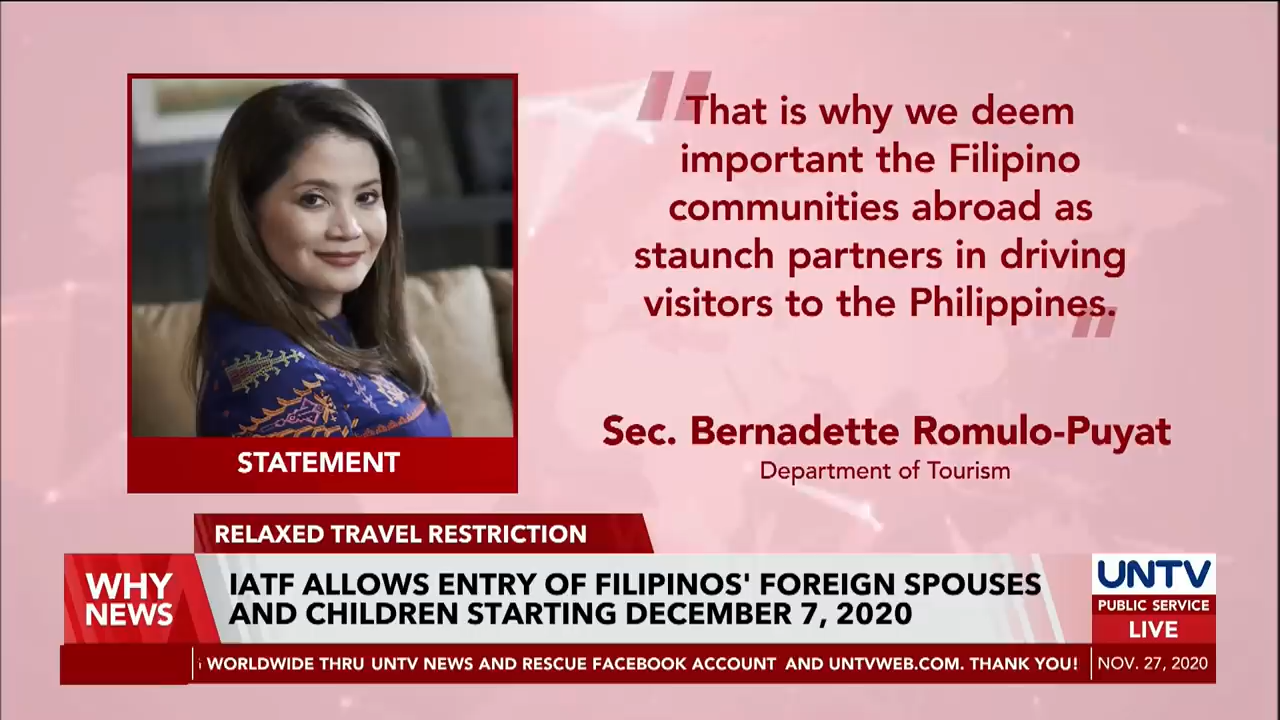 "That is why we deem
important the Filipino
communities abroad as
staunch partners in driving
visitors to the Philippines."
Sec. Bernadette Romulo-Puyat
Department of Tourism
STATEMENT
RELAXED TRAVEL RESTRICTION
WHY
NEWS
IATF ALLOWS ENTRY OF FILIPINOS' FOREIGN SPOUSES
AND CHILDREN STARTING DECEMBER 7, 2020
UNTV
PUBLIC SERVICE
LIVE
WORLDWIDE THRU UNTV NEWS AND RESCUE FACEBOOK ACCOUNT AND UNTVWEB.COM. THANK YOU!
NOV. 27, 2020